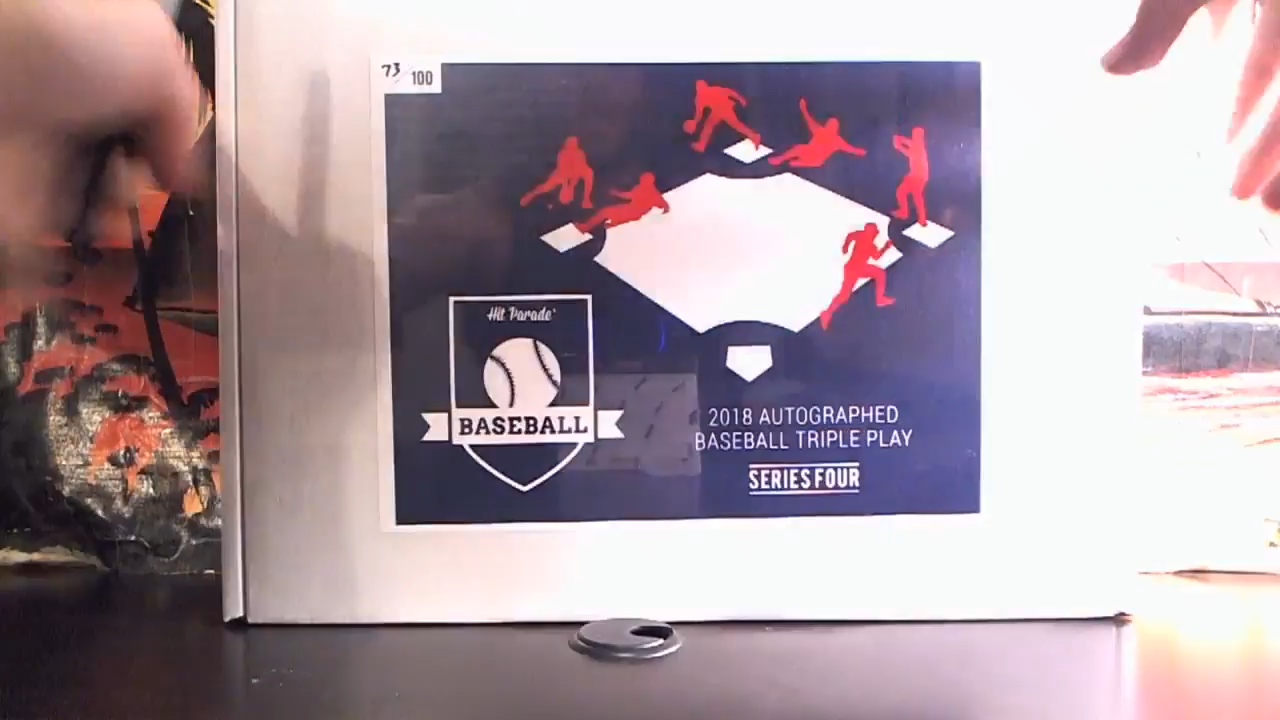 73/100
Hit Parade
BASEBALL
2018 AUTOGRAPHED
BASEBALL TRIPLE PLAY
SERIES FOUR